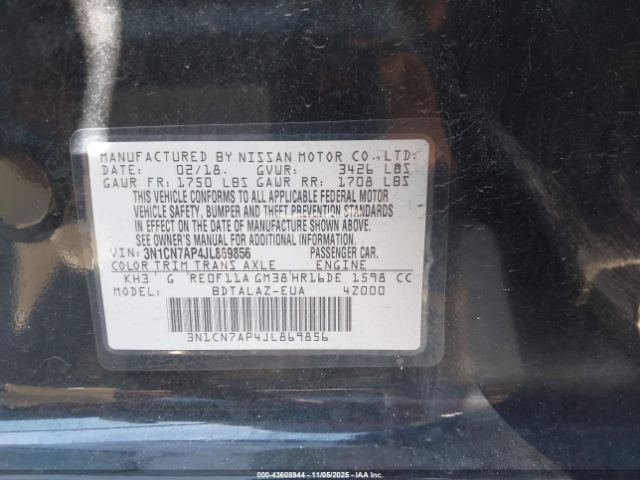 MANUFACTURED BY NISSAN MOTOR CO., LTD.
DATE: 02/18. GVWR: 3426 LBS
GAWR FR: 1750 LBS GAWR RR: 1708 LBS
THIS VEHICLE CONFORMS TO ALL APPLICABLE FEDERAL MOTOR
VEHICLE SAFETY, BUMPER AND THEFT PREVENTION STANDARDS
IN EFFECT ON THE DATE OF MANUFACTURE SHOWN ABOVE.
SEE OWNER'S MANUAL FOR ADDITIONAL INFORMATION.
VIN: 3N1CN7AP4JL869856 PASSENGER CAR.
COLOR TRIM TRANS AXLE ENGINE
KH3 G RE0F11A GM38 HR16DE 1598 CC
MODEL: BDTALAZ-EUA 42000
3N1CN7AP4JL869856
000-43608944 - 11/05/2025 - IAA Corp.